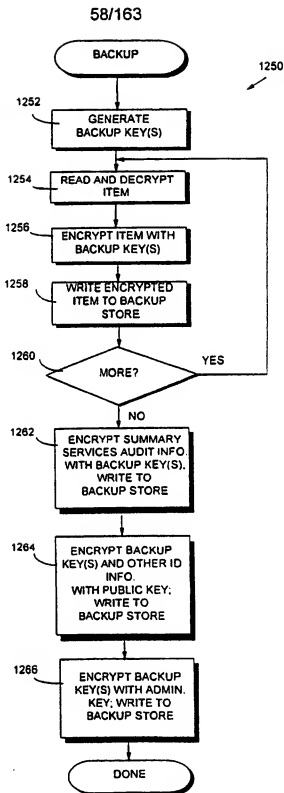 58/163
BACKUP
1250
1252
GENERATE
BACKUP KEY(S)
1254
READ AND DECRYPT
ITEM
1256
ENCRYPT ITEM WITH
BACKUP KEY(S)
1258
WRITE ENCRYPTED
ITEM TO BACKUP
STORE
1260
MORE?
YES
NO
1262
ENCRYPT SUMMARY
SERVICES AUDIT INFO.
WITH BACKUP KEY(S),
WRITE TO
BACKUP STORE
1264
ENCRYPT BACKUP
KEY(S) AND OTHER ID
INFO.
WITH PUBLIC KEY;
WRITE TO
BACKUP STORE
1266
ENCRYPT BACKUP
KEY(S) WITH ADMIN.
KEY; WRITE TO
BACKUP STORE
DONE